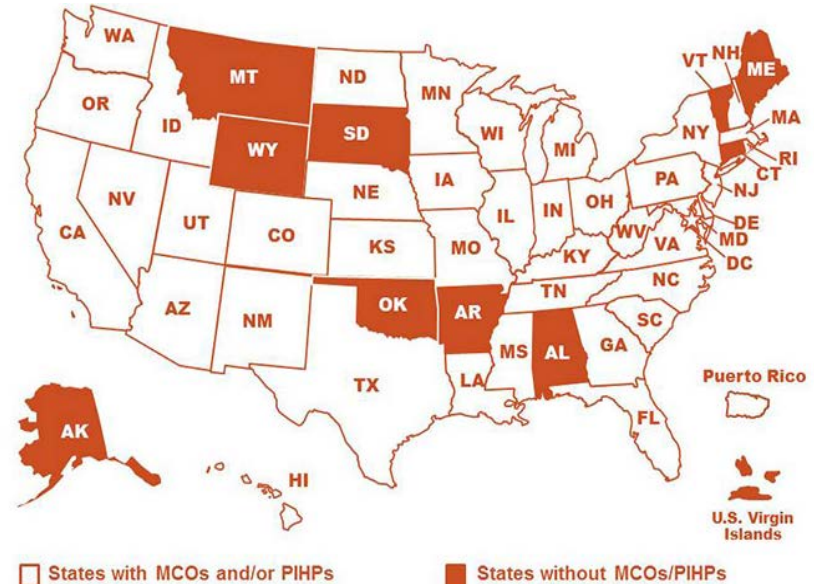 WA
MT
ND
MN
VT
NH
ME
OR
ID
SD
WI
MI
NY
MA
WY
RI
CT
NE
IA
PA
NJ
NV
UT
CO
IL
IN
OH
WV
DE
MD
CA
KS
MO
KY
VA
DC
AZ
NM
OK
AR
TN
NC
SC
MS
AL
GA
TX
LA
FL
Puerto Rico
AK
HI
U.S. Virgin
Islands
States with MCOs and/or PIHPs
States without MCOs/PIHPs